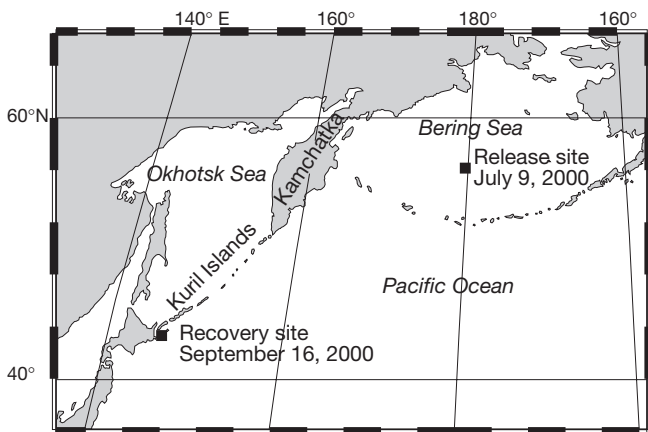 140° E
160°
180°
160°
60°N
Bering Sea
Release site
July 9, 2000
Okhotsk Sea
Kamchatka
Kuril Islands
Pacific Ocean
Recovery site
September 16, 2000
40°